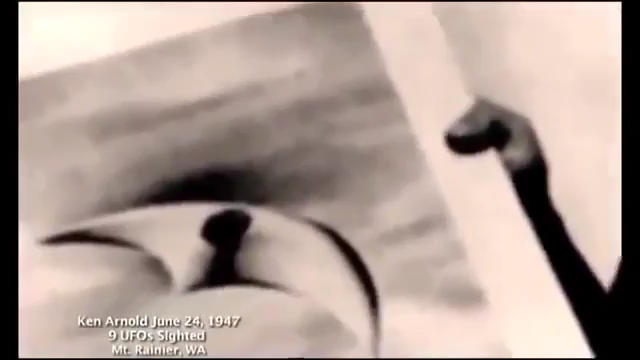 Ken Arnold June 24, 1947
9 UFOs Sighted
Mt. Rainier, WA